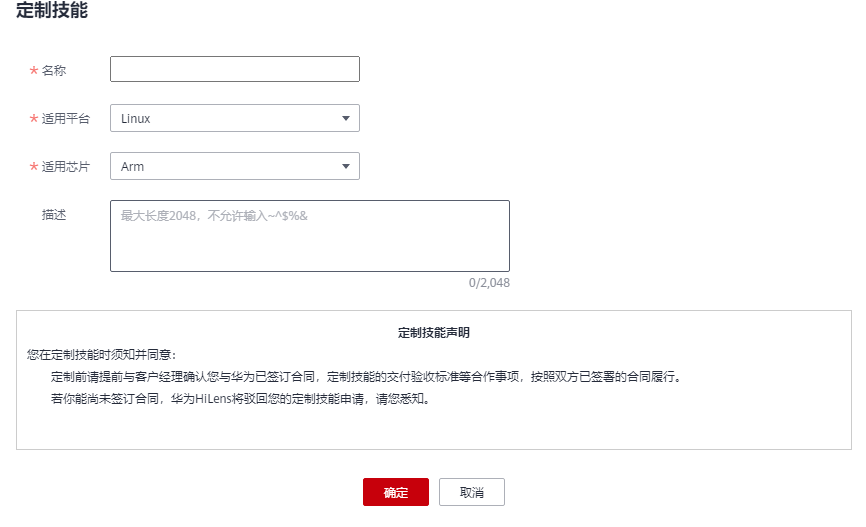 定制技能
* 名称
* 适用平台 Linux
* 适用芯片 Arm
描述 最大长度2048，不允许输入~^$%&
0/2,048
定制技能声明
您在定制技能时须知并同意：
定制前请提前与客户经理确认您与华为已签订合同，定制技能的交付验收标准等合作事项，按照双方已签署的合同履行。
若你能尚未签订合同，华为HiLens将驳回您的定制技能申请，请您悉知。
确定 取消